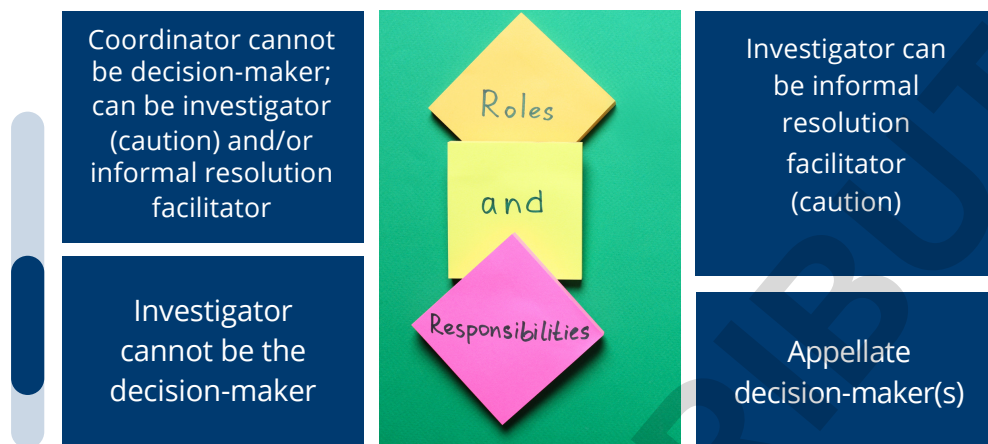 Coordinator cannot
be decision-maker;
can be investigator
(caution) and/or
informal resolution
facilitator
Investigator
cannot be the
decision-maker
Roles
and
Responsibilities
Investigator can
be informal
resolution
facilitator
(caution)
Appellate
decision-maker(s)